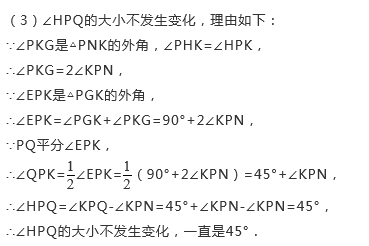 （3）∠HPQ的大小不发生变化，理由如下：
∵∠PKG是△PNK的外角，∠PHK=∠HPK，
∴∠PKG=2∠KPN，
∵∠EPK是△PGK的外角，
∴∠EPK=∠PGK+∠PKG=90°+2∠KPN，
∵PQ平分∠EPK，
∴∠QPK=1/2∠EPK=1/2（90°+2∠KPN）=45°+∠KPN，
∴∠HPQ=∠KPQ-∠KPN=45°+∠KPN-∠KPN=45°，
∴∠HPQ的大小不发生变化，一直是45°．